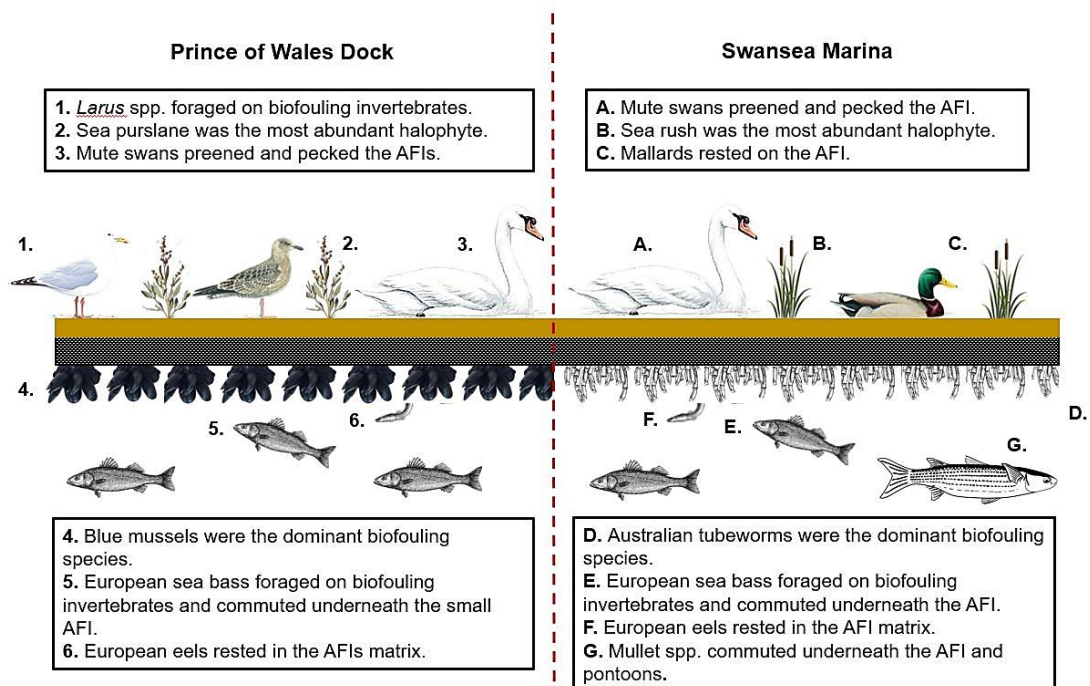 Prince of Wales Dock
Swansea Marina
1. Larus spp. foraged on biofouling invertebrates.
2. Sea purslane was the most abundant halophyte.
3. Mute swans preened and pecked the AFIs.
A. Mute swans preened and pecked the AFI.
B. Sea rush was the most abundant halophyte.
C. Mallards rested on the AFI.
1.
2.
3.
A.
B.
C.
4.
5.
6.
F.
E.
D.
G.
4. Blue mussels were the dominant biofouling
species.
5. European sea bass foraged on biofouling
invertebrates and commuted underneath the small
AFI.
6. European eels rested in the AFIs matrix.
D. Australian tubeworms were the dominant biofouling
species.
E. European sea bass foraged on biofouling
invertebrates and commuted underneath the AFI.
F. European eels rested in the AFI matrix.
G. Mullet spp. commuted underneath the AFI and
pontoons.